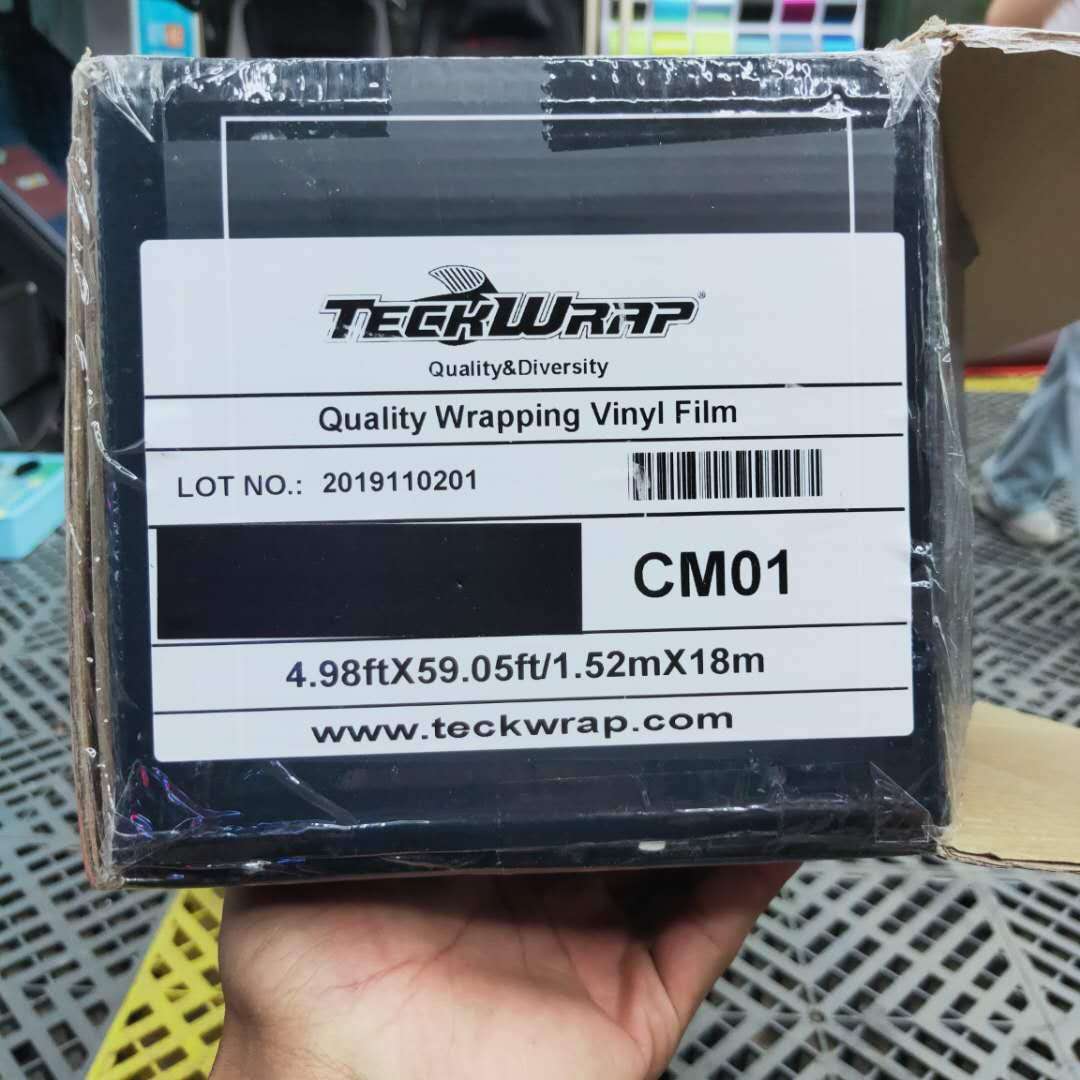 TECKWRAP®
Quality&Diversity
Quality Wrapping Vinyl Film
LOT NO.: 2019110201
CM01
4.98ftX59.05ft/1.52mX18m
www.teckwrap.com